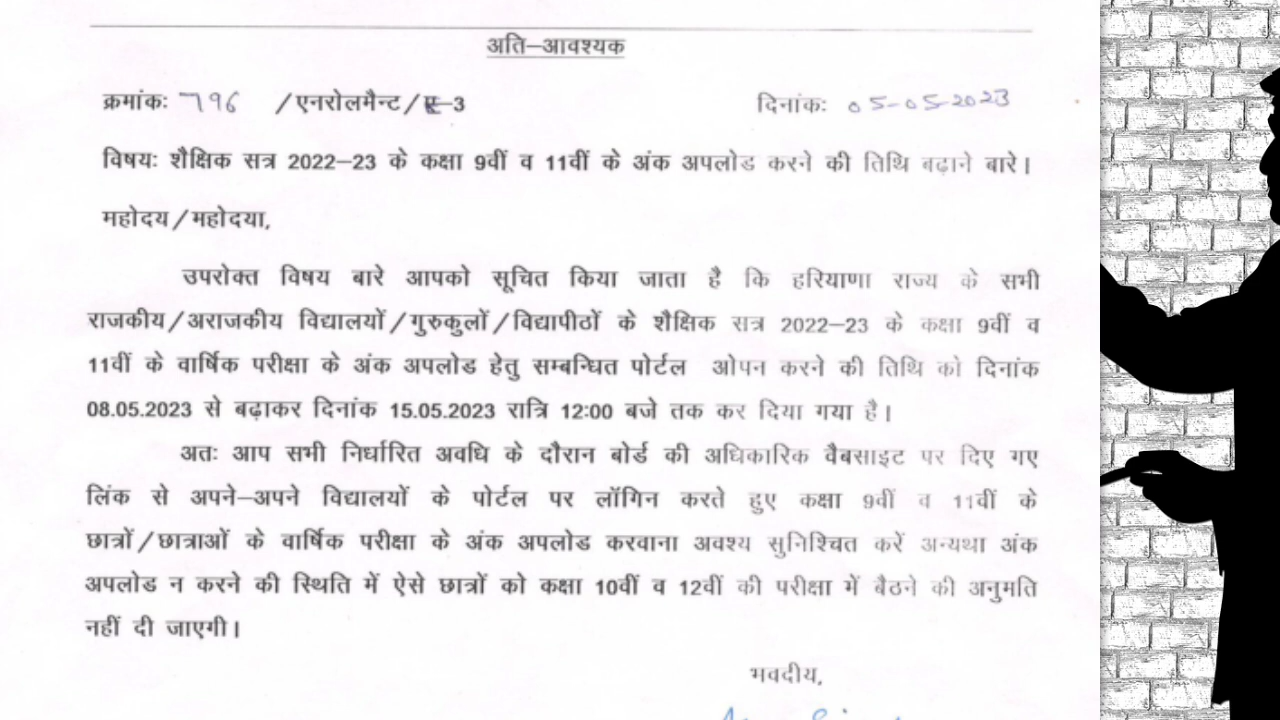 अति–आवश्यक
क्रमांकः 796 /एनरोलमैन्ट/ –3 दिनांकः 05-05-2023
विषयः शैक्षिक सत्र 2022–23 के कक्षा 9वीं व 11वीं के अंक अपलोड करने की तिथि बढ़ाने बारे।
महोदय/महोदया,
उपरोक्त विषय बारे आपको सूचित किया जाता है कि हरियाणा राज्य के सभी
राजकीय/अराजकीय विद्यालयों/गुरुकुलों/विद्यापीठों के शैक्षिक सत्र 2022–23 के कक्षा 9वीं व
11वीं के वार्षिक परीक्षा के अंक अपलोड हेतु सम्बन्धित पोर्टल ओपन करने की तिथि को दिनांक
08.05.2023 से बढ़ाकर दिनांक 15.05.2023 रात्रि 12:00 बजे तक कर दिया गया है।
अतः आप सभी निर्धारित अवधि के दौरान बोर्ड की अधिकारिक वैबसाइट पर दिए गए
लिंक से अपने–अपने विद्यालयों के पोर्टल पर लॉगिन करते हुए कक्षा 9वीं व 11वीं के
छात्रों/छात्राओं के वार्षिक परीक्षा के अंक अपलोड करवाना अवश्य सुनिश्चित करें अन्यथा अंक
अपलोड न करने की स्थिति में ऐसे छात्रों को कक्षा 10वीं व 12वीं की परीक्षा में बैठने की अनुमति
नहीं दी जाएगी।
भवदीय,